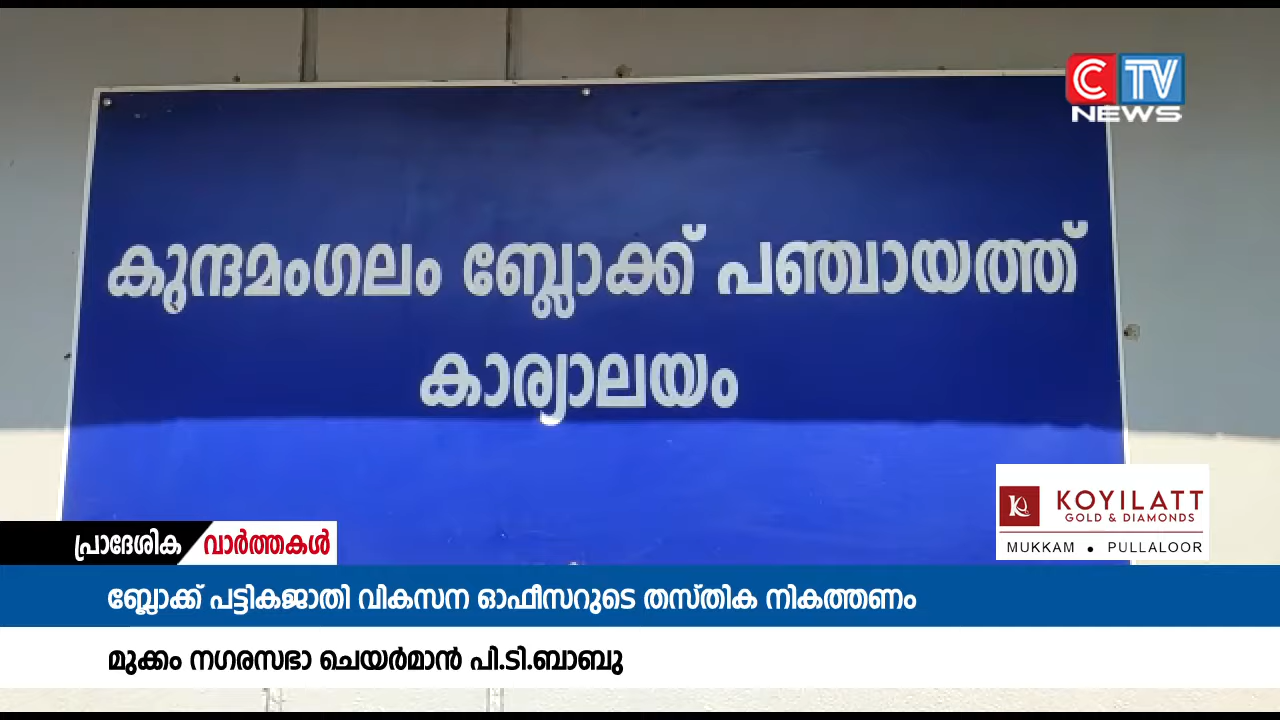 C TV
NEWS
കുന്ദമംഗലം ബ്ലോക്ക് പഞ്ചായത്ത്
കാര്യാലയം
KOYILATT
GOLD & DIAMONDS
MUKKAM • PULLALOOR
പ്രാദേശിക വാർത്തകൾ
ബ്ലോക്ക് പട്ടികജാതി വികസന ഓഫീസറുടെ തസ്തിക നികത്തണം
മുക്കം നഗരസഭാ ചെയർമാൻ പി.ടി.ബാബു